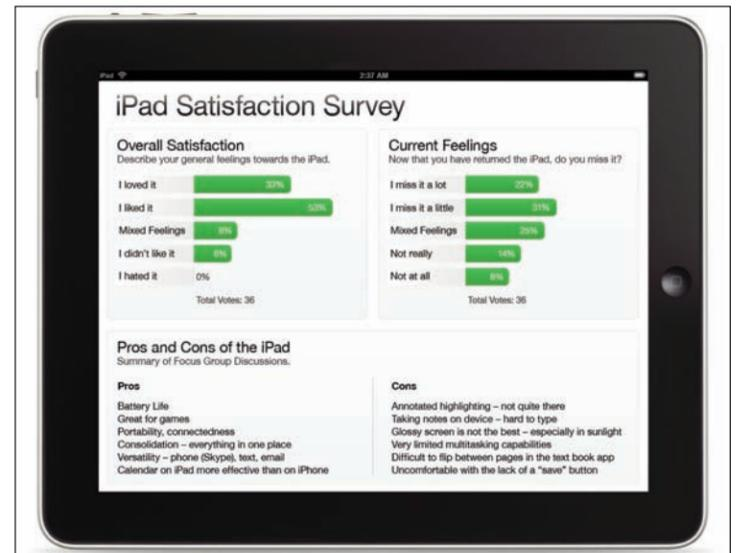 iPad
2:37 AM
iPad Satisfaction Survey
Overall Satisfaction
Describe your general feelings towards the iPad.
I loved it 33%
I liked it 53%
Mixed Feelings 8%
I didn't like it 6%
I hated it 0%
Total Votes: 36
Current Feelings
Now that you have returned the iPad, do you miss it?
I miss it a lot 22%
I miss it a little 31%
Mixed Feelings 25%
Not really 14%
Not at all 8%
Total Votes: 36
Pros and Cons of the iPad
Summary of Focus Group Discussions.
Pros
Battery Life
Great for games
Portability, connectedness
Consolidation – everything in one place
Versatility – phone (Skype), text, email
Calendar on iPad more effective than on iPhone
Cons
Annotated highlighting – not quite there
Taking notes on device – hard to type
Glossy screen is not the best – especially in sunlight
Very limited multitasking capabilities
Difficult to flip between pages in the text book app
Uncomfortable with the lack of a “save” button